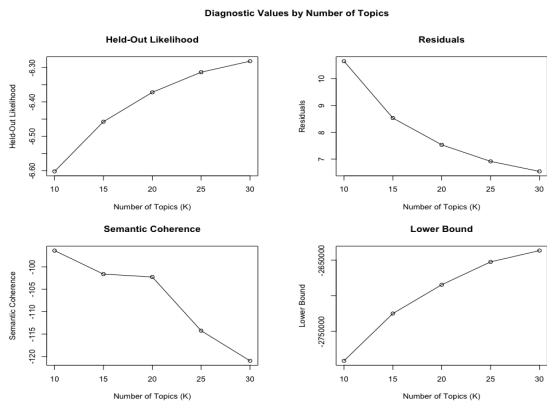 Diagnostic Values by Number of Topics
Held-Out Likelihood
Held-Out Likelihood
-6.30
-6.40
-6.50
-6.60
10 15 20 25 30
Number of Topics (K)
Residuals
Residuals
10
9
8
7
10 15 20 25 30
Number of Topics (K)
Semantic Coherence
Semantic Coherence
-100
-105
-110
-115
-120
10 15 20 25 30
Number of Topics (K)
Lower Bound
Lower Bound
-2650000
-2750000
10 15 20 25 30
Number of Topics (K)